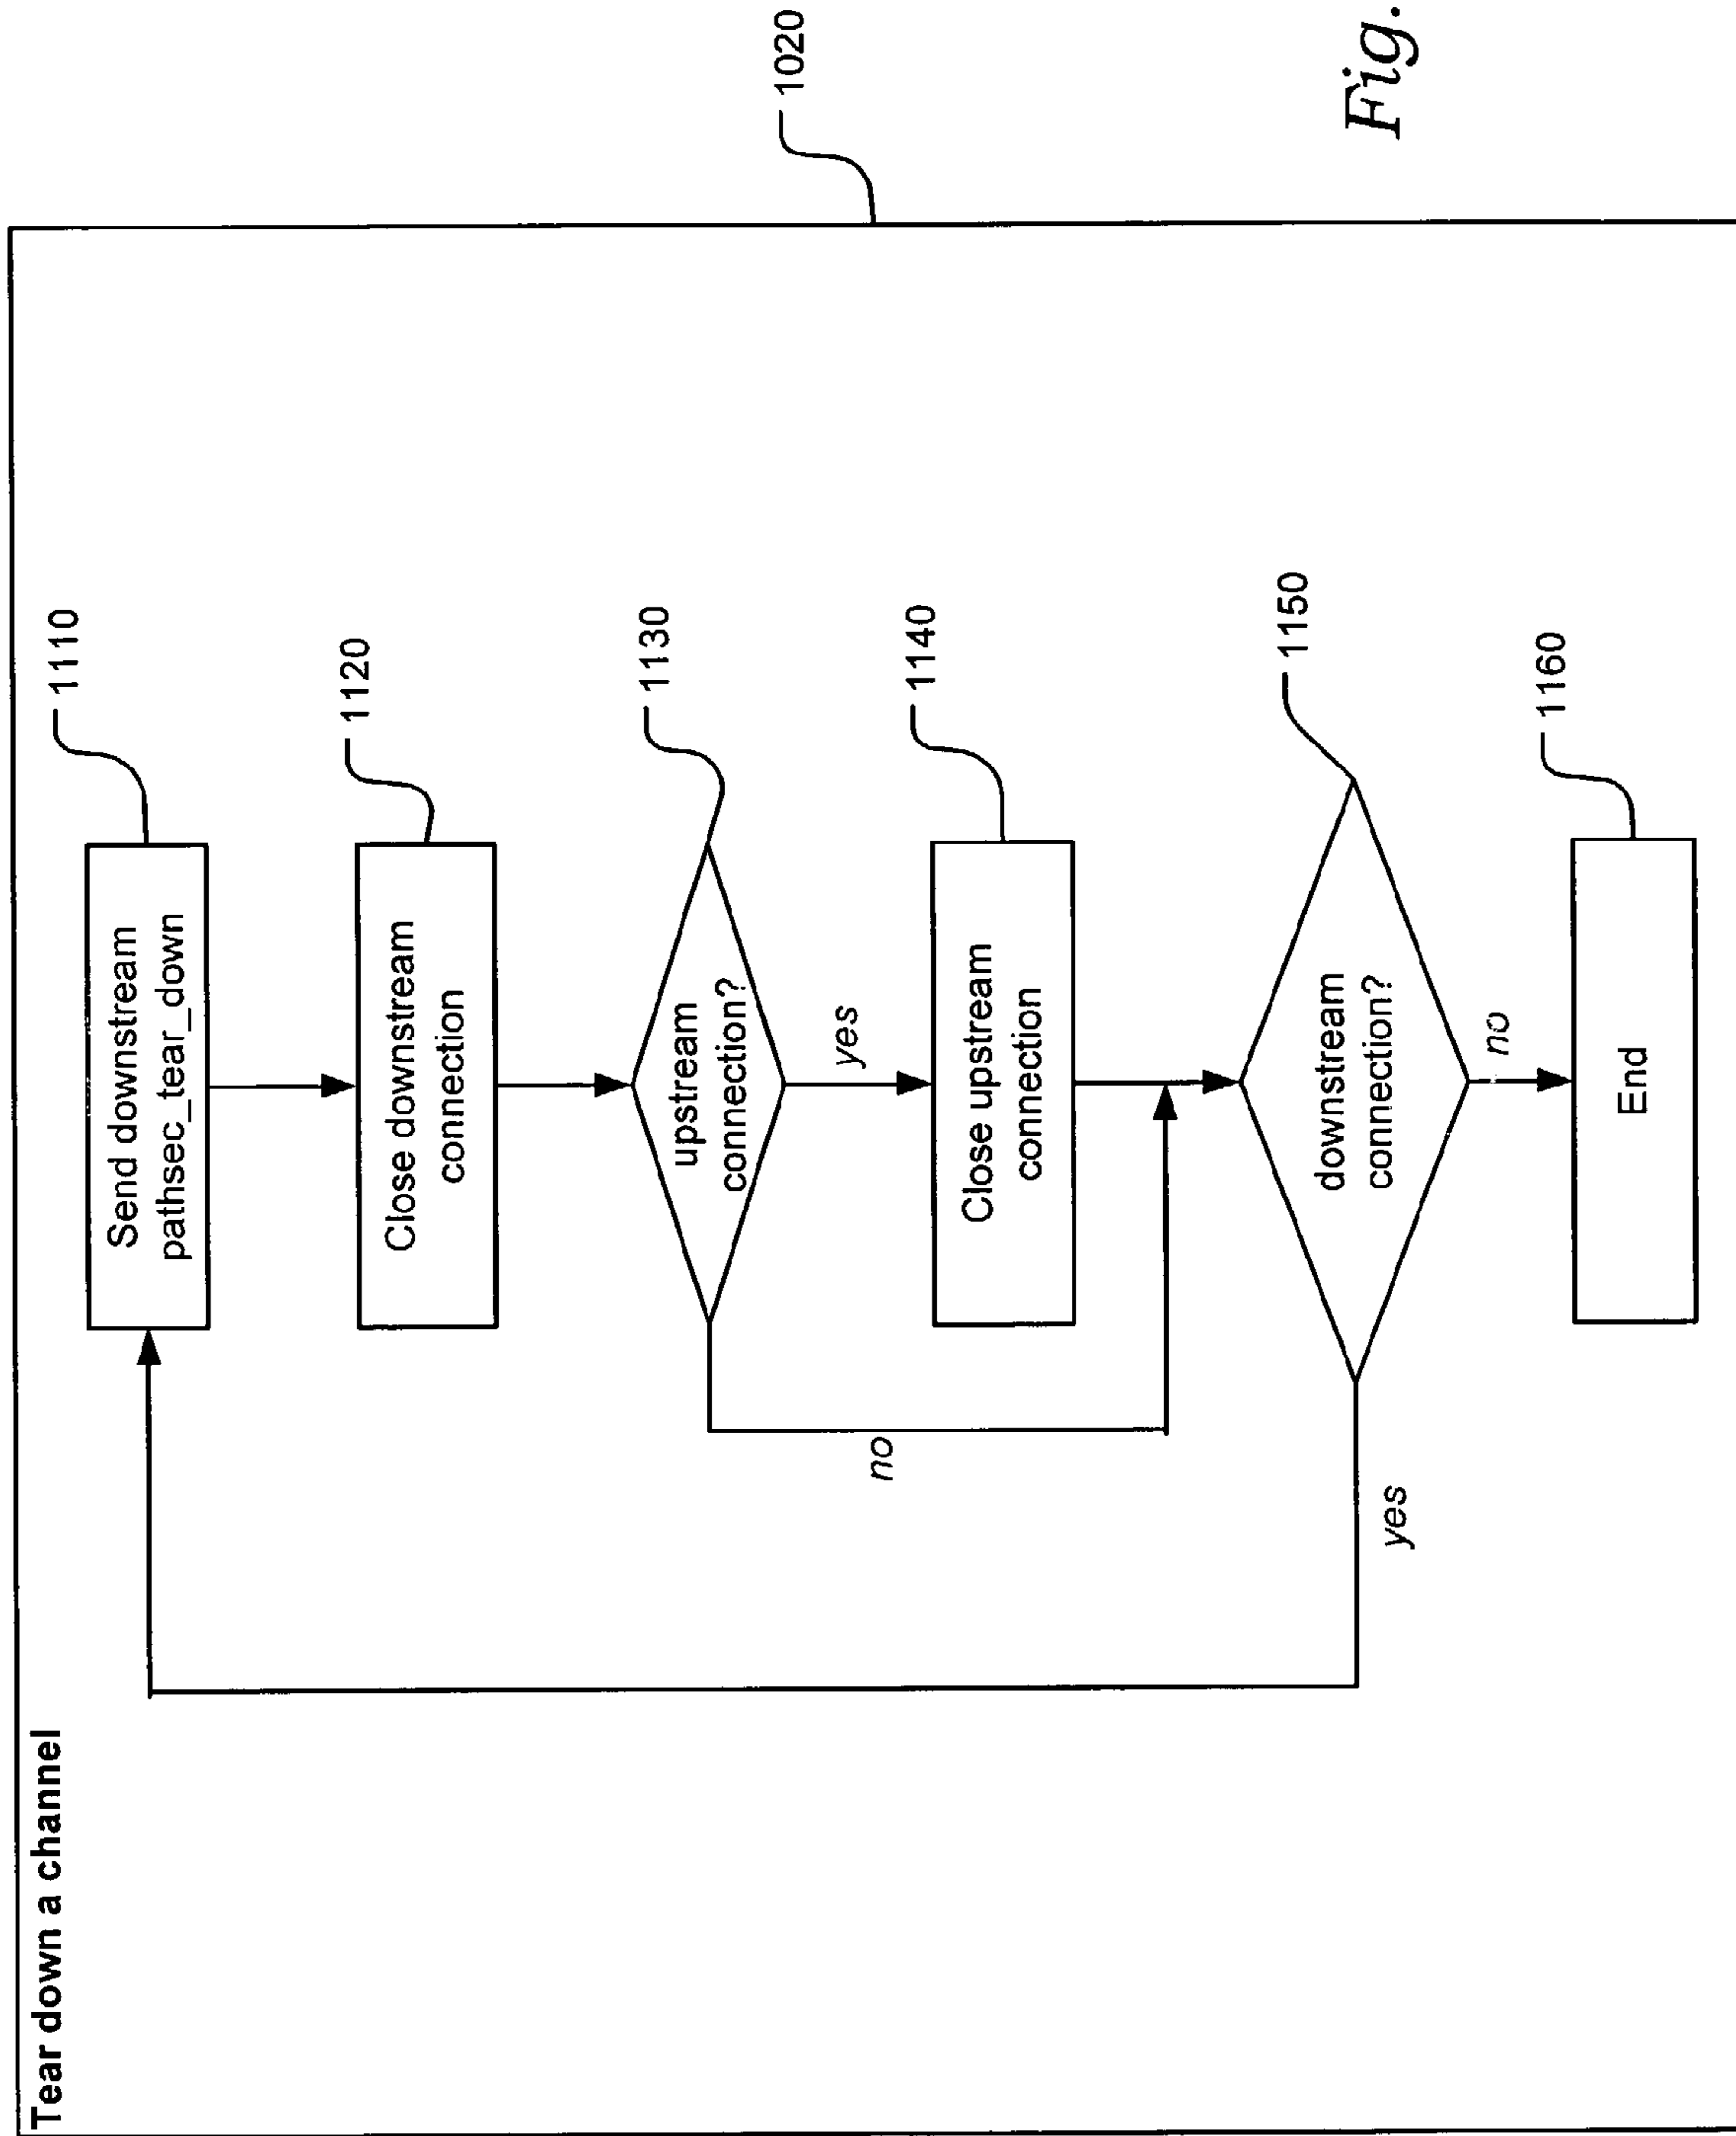 Tear down a channel
Send downstream
pathsec_tear_down
1110
Close downstream
connection
1120
upstream
connection?
1130
no
yes
Close upstream
connection
1140
downstream
connection?
1150
yes
no
End
1160
1020
Fig.